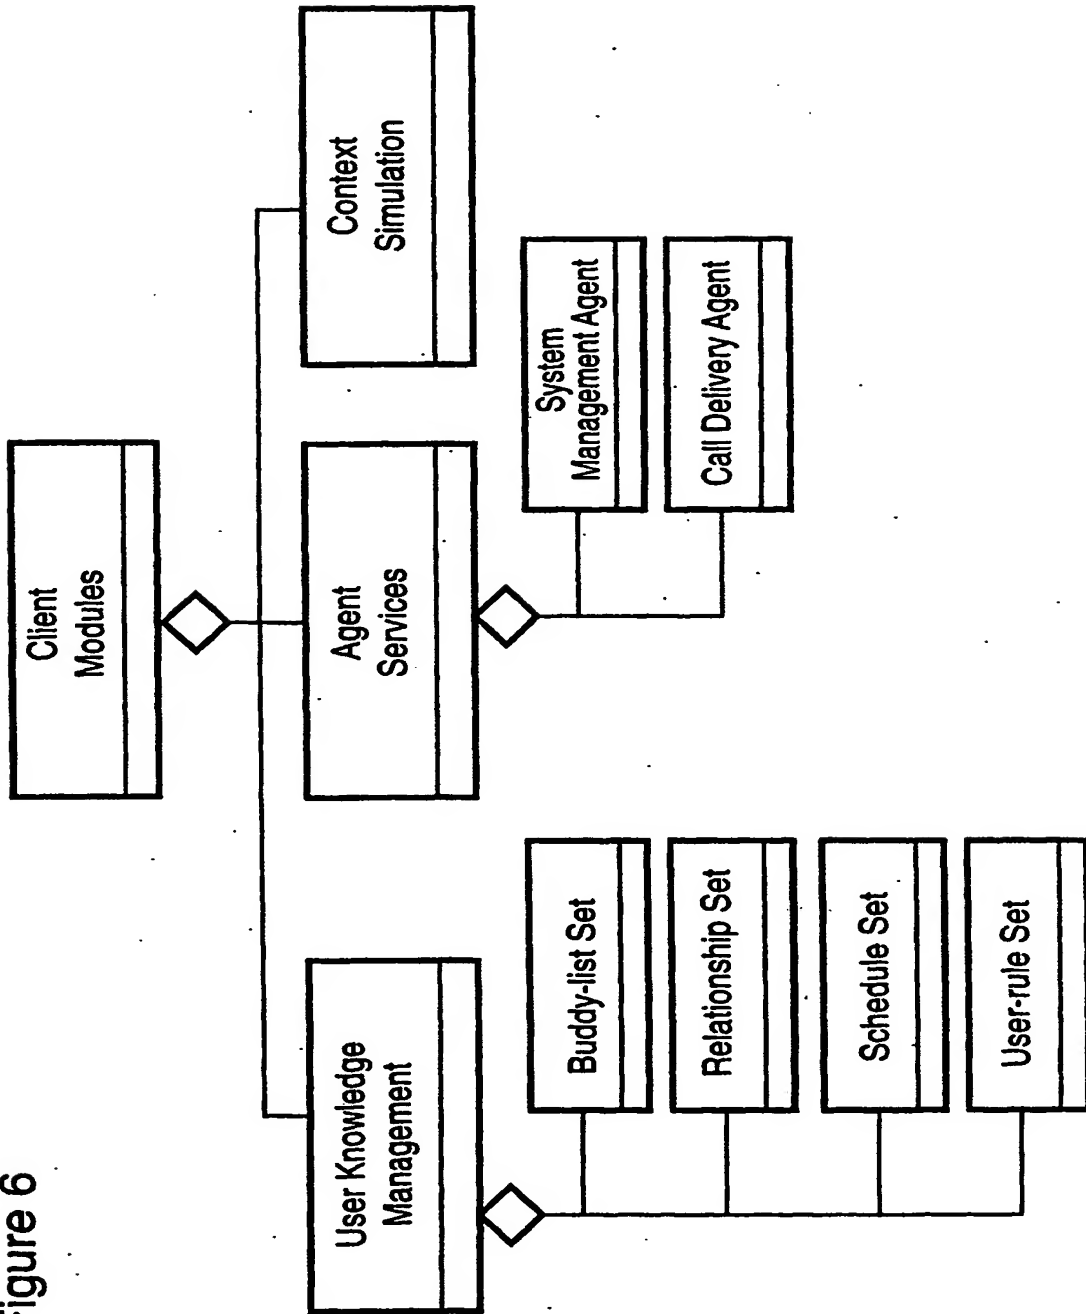 Figure 6
Client
Modules
User Knowledge
Management
Agent
Services
Context
Simulation
Buddy-list Set
Relationship Set
Schedule Set
User-rule Set
System
Management Agent
Call Delivery Agent